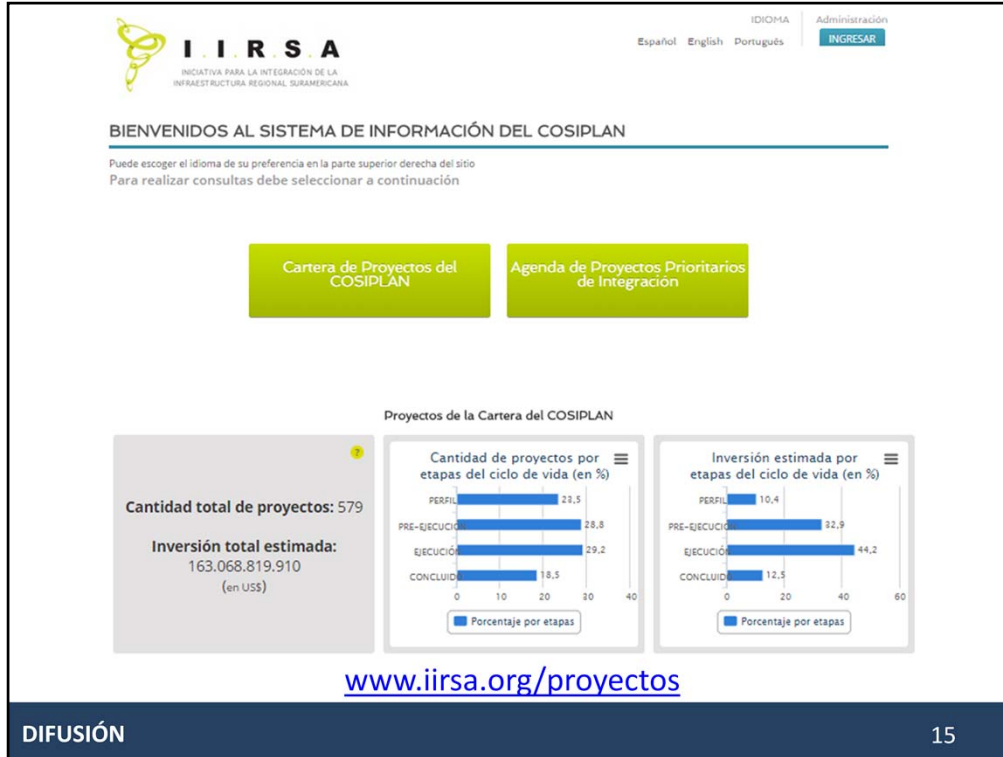 I.I.R.S.A
INICIATIVA PARA LA INTEGRACIÓN DE LA
INFRAESTRUCTURA REGIONAL SURAMERICANA
IDIOMA
Español English Português
Administración
INGRESAR
BIENVENIDOS AL SISTEMA DE INFORMACIÓN DEL COSIPLAN
Puede escoger el idioma de su preferencia en la parte superior derecha del sitio
Para realizar consultas debe seleccionar a continuación
Cartera de Proyectos del
COSIPLAN
Agenda de Proyectos Prioritarios
de Integración
Proyectos de la Cartera del COSIPLAN
?
Cantidad total de proyectos: 579
Inversión total estimada:
163.068.819.910
(en US$)
Cantidad de proyectos por
etapas del ciclo de vida (en %)
PERFIL 23,5
PRE-EJECUCIÓN 28,8
EJECUCIÓN 29,2
CONCLUIDO 18,5
0 10 20 30 40
Porcentaje por etapas
Inversión estimada por
etapas del ciclo de vida (en %)
PERFIL 10,4
PRE-EJECUCIÓN 32,9
EJECUCIÓN 44,2
CONCLUIDO 12,5
0 20 40 60
Porcentaje por etapas
www.iirsa.org/proyectos
DIFUSIÓN
15